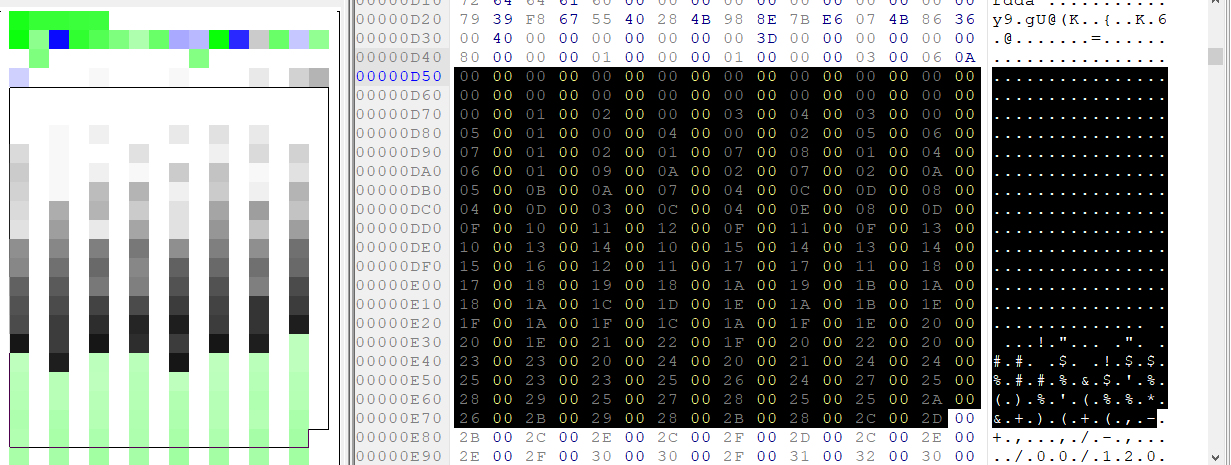 00000D20 79 39 F8 67 55 40 28 4B 98 8E 7B E6 07 4B 86 36 y9.gU@(K..{..K.6
00000D30 00 40 00 00 00 00 00 00 00 3D 00 00 00 00 00 00 .@.......=......
00000D40 80 00 00 00 01 00 00 00 01 00 00 00 03 00 06 0A ................
00000D50 00 00 00 00 00 00 00 00 00 00 00 00 00 00 00 00 ................
00000D60 00 00 00 00 00 00 00 00 00 00 00 00 00 00 00 00 ................
00000D70 00 00 01 00 02 00 00 00 03 00 04 00 03 00 00 00 ................
00000D80 05 00 01 00 00 00 04 00 00 00 02 00 05 00 06 00 ................
00000D90 07 00 01 00 02 00 01 00 07 00 08 00 01 00 04 00 ................
00000DA0 06 00 01 00 09 00 0A 00 02 00 07 00 02 00 0A 00 ................
00000DB0 05 00 0B 00 0A 00 07 00 04 00 0C 00 0D 00 08 00 ................
00000DC0 04 00 0D 00 03 00 0C 00 04 00 0E 00 08 00 0D 00 ................
00000DD0 0F 00 10 00 11 00 12 00 0F 00 11 00 0F 00 13 00 ................
00000DE0 10 00 13 00 14 00 10 00 15 00 14 00 13 00 14 00 ................
00000DF0 15 00 16 00 12 00 11 00 17 00 17 00 11 00 18 00 ................
00000E00 17 00 18 00 19 00 18 00 1A 00 19 00 1B 00 1A 00 ................
00000E10 18 00 1A 00 1C 00 1D 00 1E 00 1A 00 1B 00 1E 00 ................
00000E20 1F 00 1A 00 1F 00 1C 00 1A 00 1F 00 1E 00 20 00 .............. .
00000E30 20 00 1E 00 21 00 22 00 1F 00 20 00 22 00 20 00  ...!."... .". .
00000E40 23 00 23 00 20 00 24 00 20 00 21 00 24 00 24 00 #.#. .$. .!.$.$.
00000E50 25 00 23 00 23 00 25 00 26 00 24 00 27 00 25 00 %.#.#.%.&.$.'.%.
00000E60 28 00 29 00 25 00 27 00 28 00 25 00 25 00 2A 00 (.).%.'.(.%.%.*.
00000E70 26 00 2B 00 29 00 28 00 2B 00 28 00 2C 00 2D 00 &.+.).(.+.(.,.-.
00000E80 2B 00 2C 00 2E 00 2C 00 2F 00 2D 00 2C 00 2E 00 +.,...,./.-.,...
00000E90 2E 00 2F 00 30 00 30 00 2F 00 31 00 32 00 30 00 ../.0.0./.1.2.0.